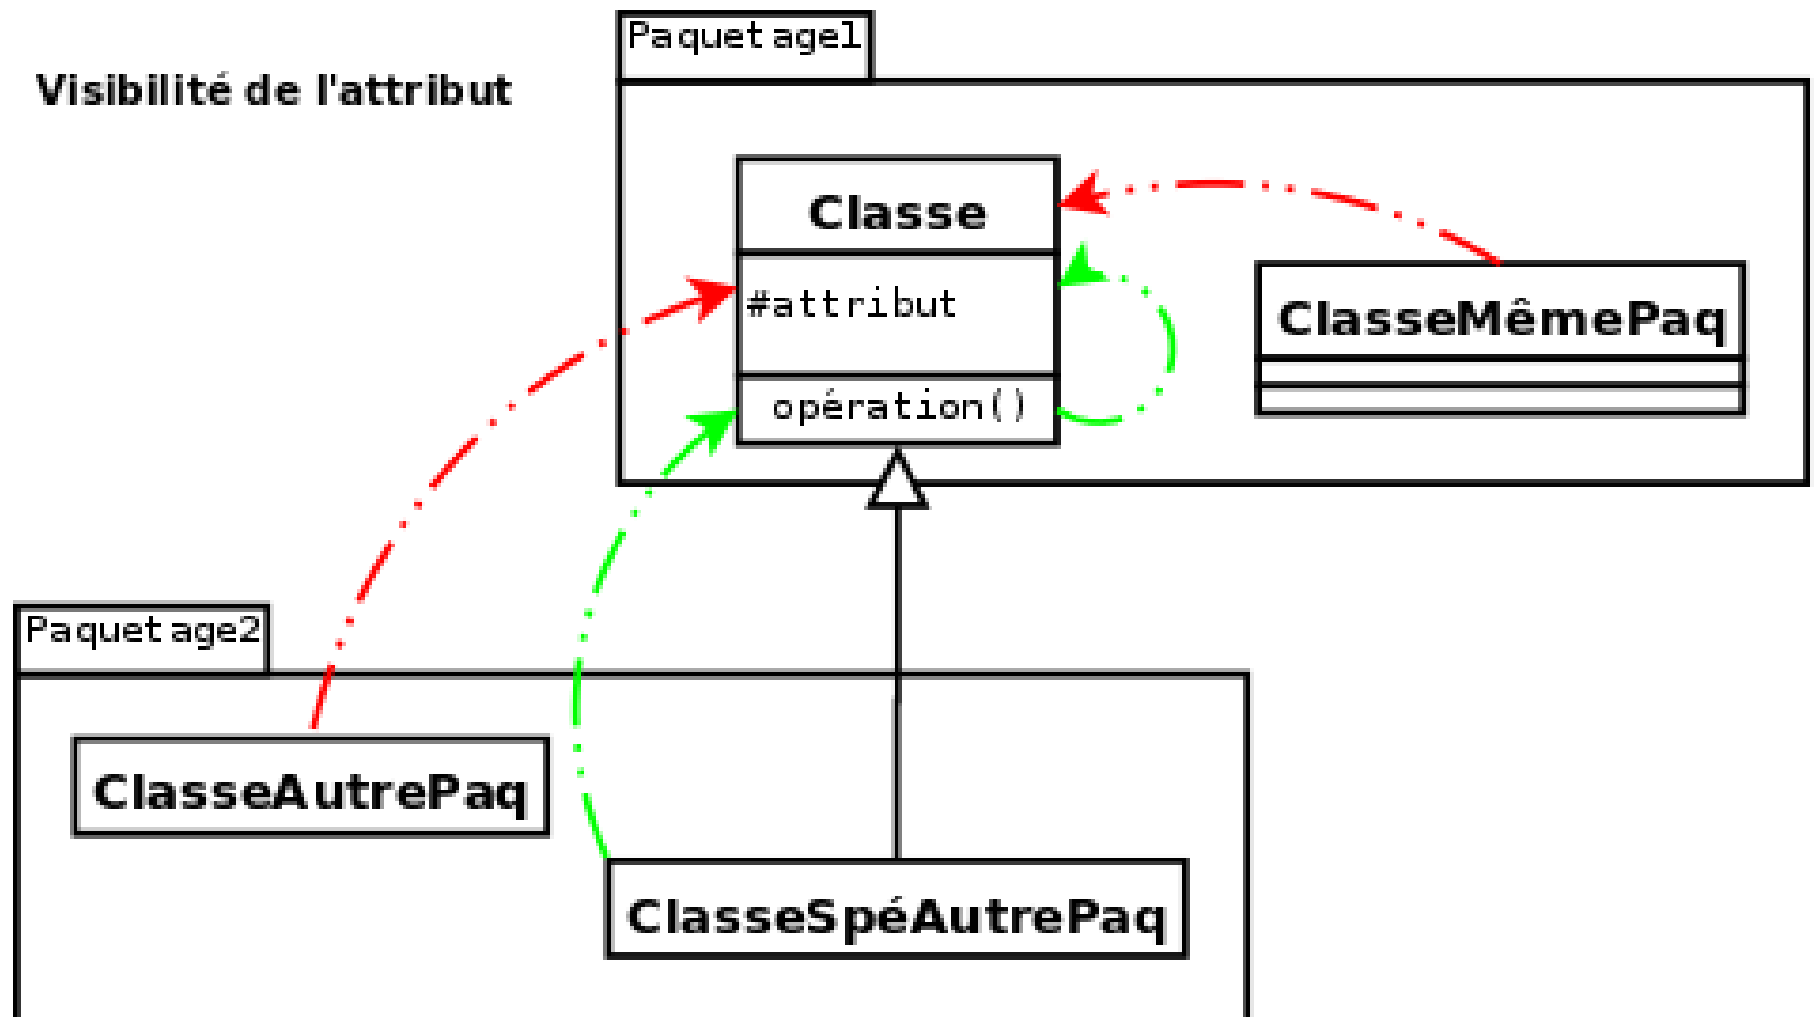 Paquetage1
Visibilité de l'attribut
Classe
#attribut
opération()
ClasseMêmePaq
Paquetage2
ClasseAutrePaq
ClasseSpéAutrePaq